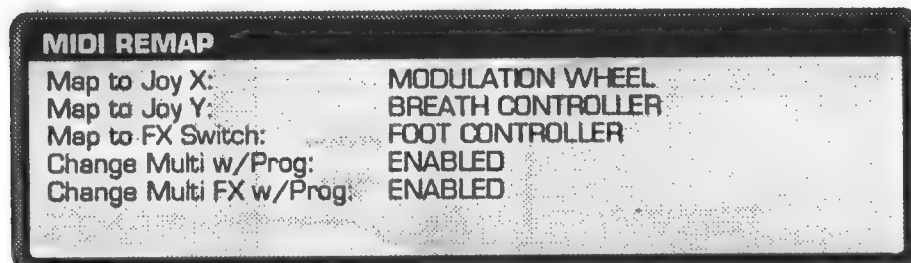 MIDI REMAP
Map to Joy X: MODULATION WHEEL
Map to Joy Y: BREATH CONTROLLER
Map to FX Switch: FOOT CONTROLLER
Change Multi w/Prog: ENABLED
Change Multi FX w/Prog: ENABLED